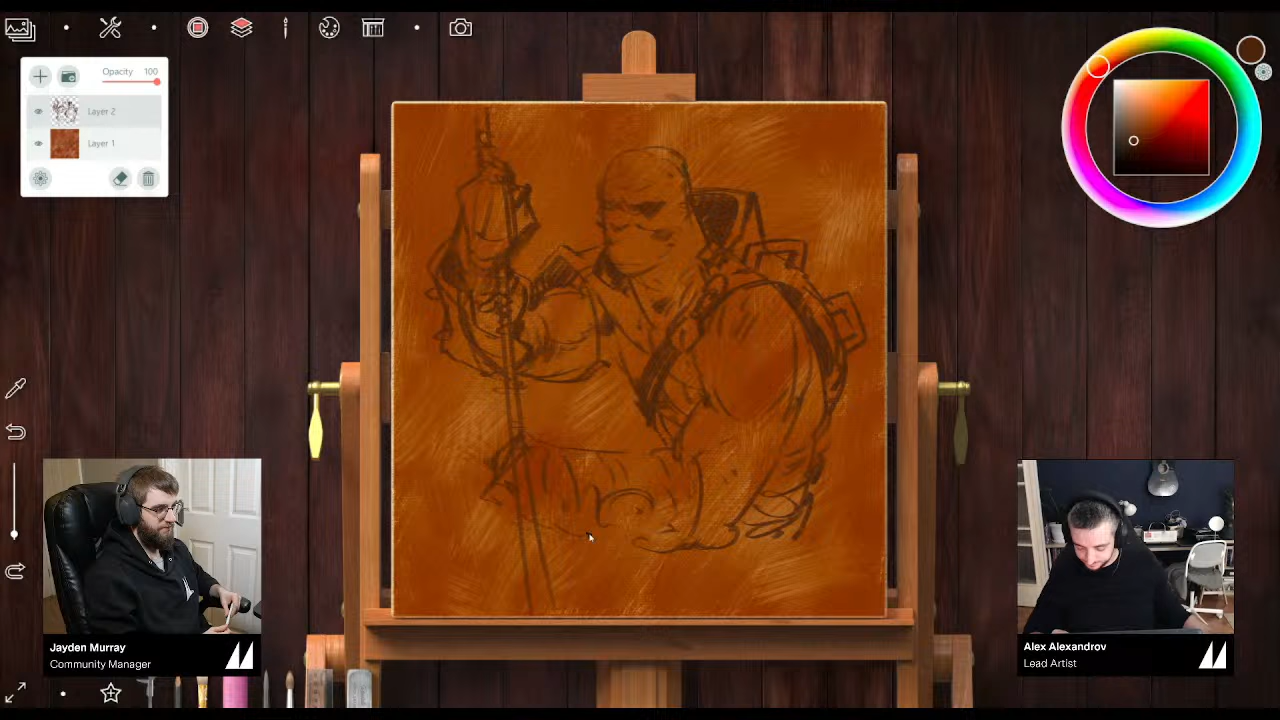 Opacity 100
Layer 2
Layer 1
Jayden Murray
Community Manager
Alex Alexandrov
Lead Artist